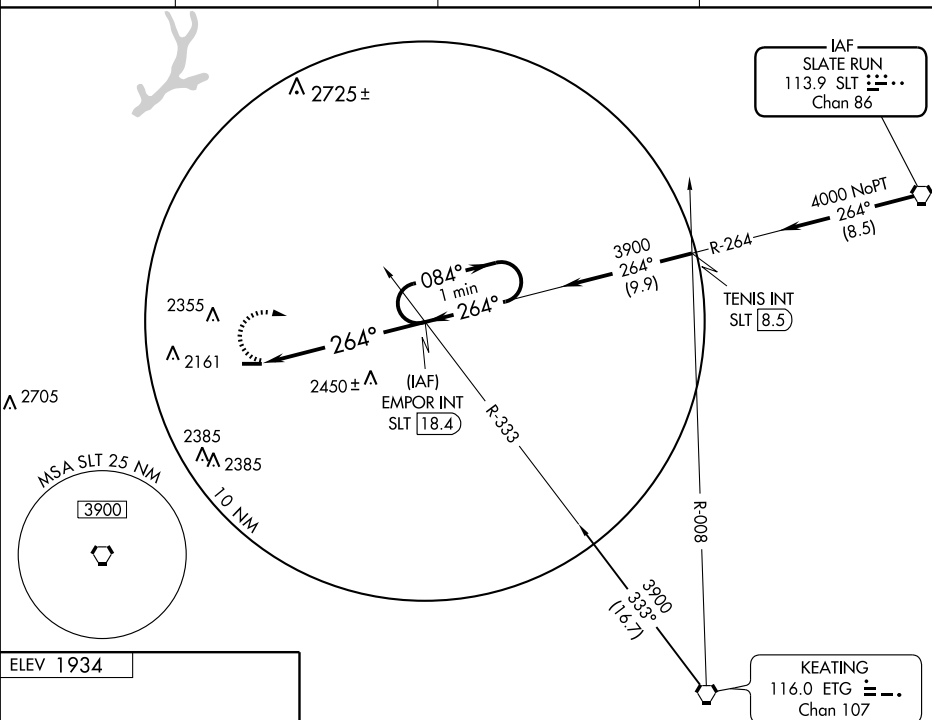 IAF
SLATE RUN
113.9 SLT
Chan 86
2725 ±
4000 NoPT
264°
(8.5)
R-264
3900
264°
(9.9)
TENIS INT
SLT 8.5
084°
1 min
264°
264°
2355
2161
2450 ±
(IAF)
EMPOR INT
SLT 18.4
2705
2385
2385
10 NM
R-333
R-008
MSA SLT 25 NM
3900
3900
333°
(16.7)
ELEV 1934
KEATING
116.0 ETG
Chan 107